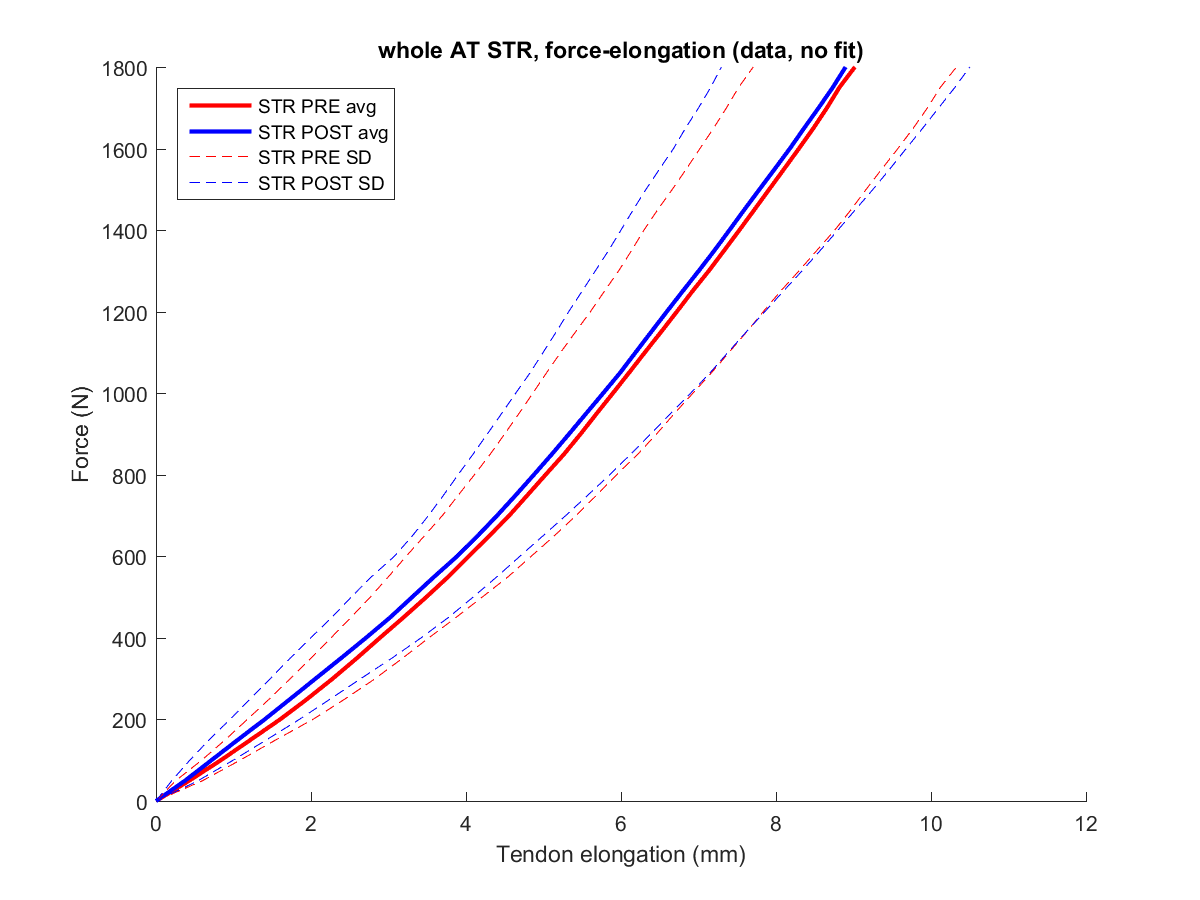 whole AT STR, force-elongation (data, no fit)
1800
1600
1400
1200
1000
800
600
400
200
0
Force (N)
STR PRE avg
STR POST avg
STR PRE SD
STR POST SD
0 2 4 6 8 10 12
Tendon elongation (mm)